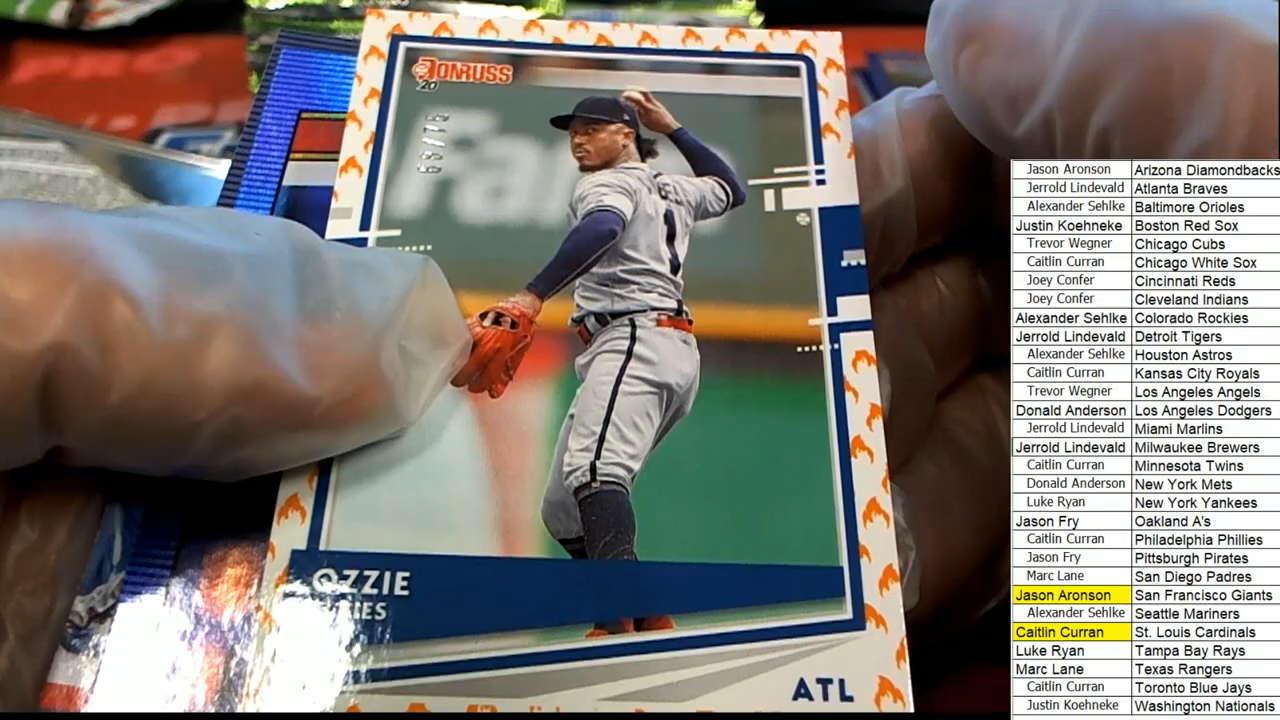 DONRUSS
'20
1
OZZIE
ATL
Jason Aronson Arizona Diamondbacks
Jerrold Lindevald Atlanta Braves
Alexander Sehlke Baltimore Orioles
Justin Koehneke Boston Red Sox
Trevor Wegner Chicago Cubs
Caitlin Curran Chicago White Sox
Joey Confer Cincinnati Reds
Joey Confer Cleveland Indians
Alexander Sehlke Colorado Rockies
Jerrold Lindevald Detroit Tigers
Alexander Sehlke Houston Astros
Caitlin Curran Kansas City Royals
Trevor Wegner Los Angeles Angels
Donald Anderson Los Angeles Dodgers
Jerrold Lindevald Miami Marlins
Jerrold Lindevald Milwaukee Brewers
Caitlin Curran Minnesota Twins
Donald Anderson New York Mets
Luke Ryan New York Yankees
Jason Fry Oakland A's
Caitlin Curran Philadelphia Phillies
Jason Fry Pittsburgh Pirates
Marc Lane San Diego Padres
Jason Aronson San Francisco Giants
Alexander Sehlke Seattle Mariners
Caitlin Curran St. Louis Cardinals
Luke Ryan Tampa Bay Rays
Marc Lane Texas Rangers
Caitlin Curran Toronto Blue Jays
Justin Koehneke Washington Nationals